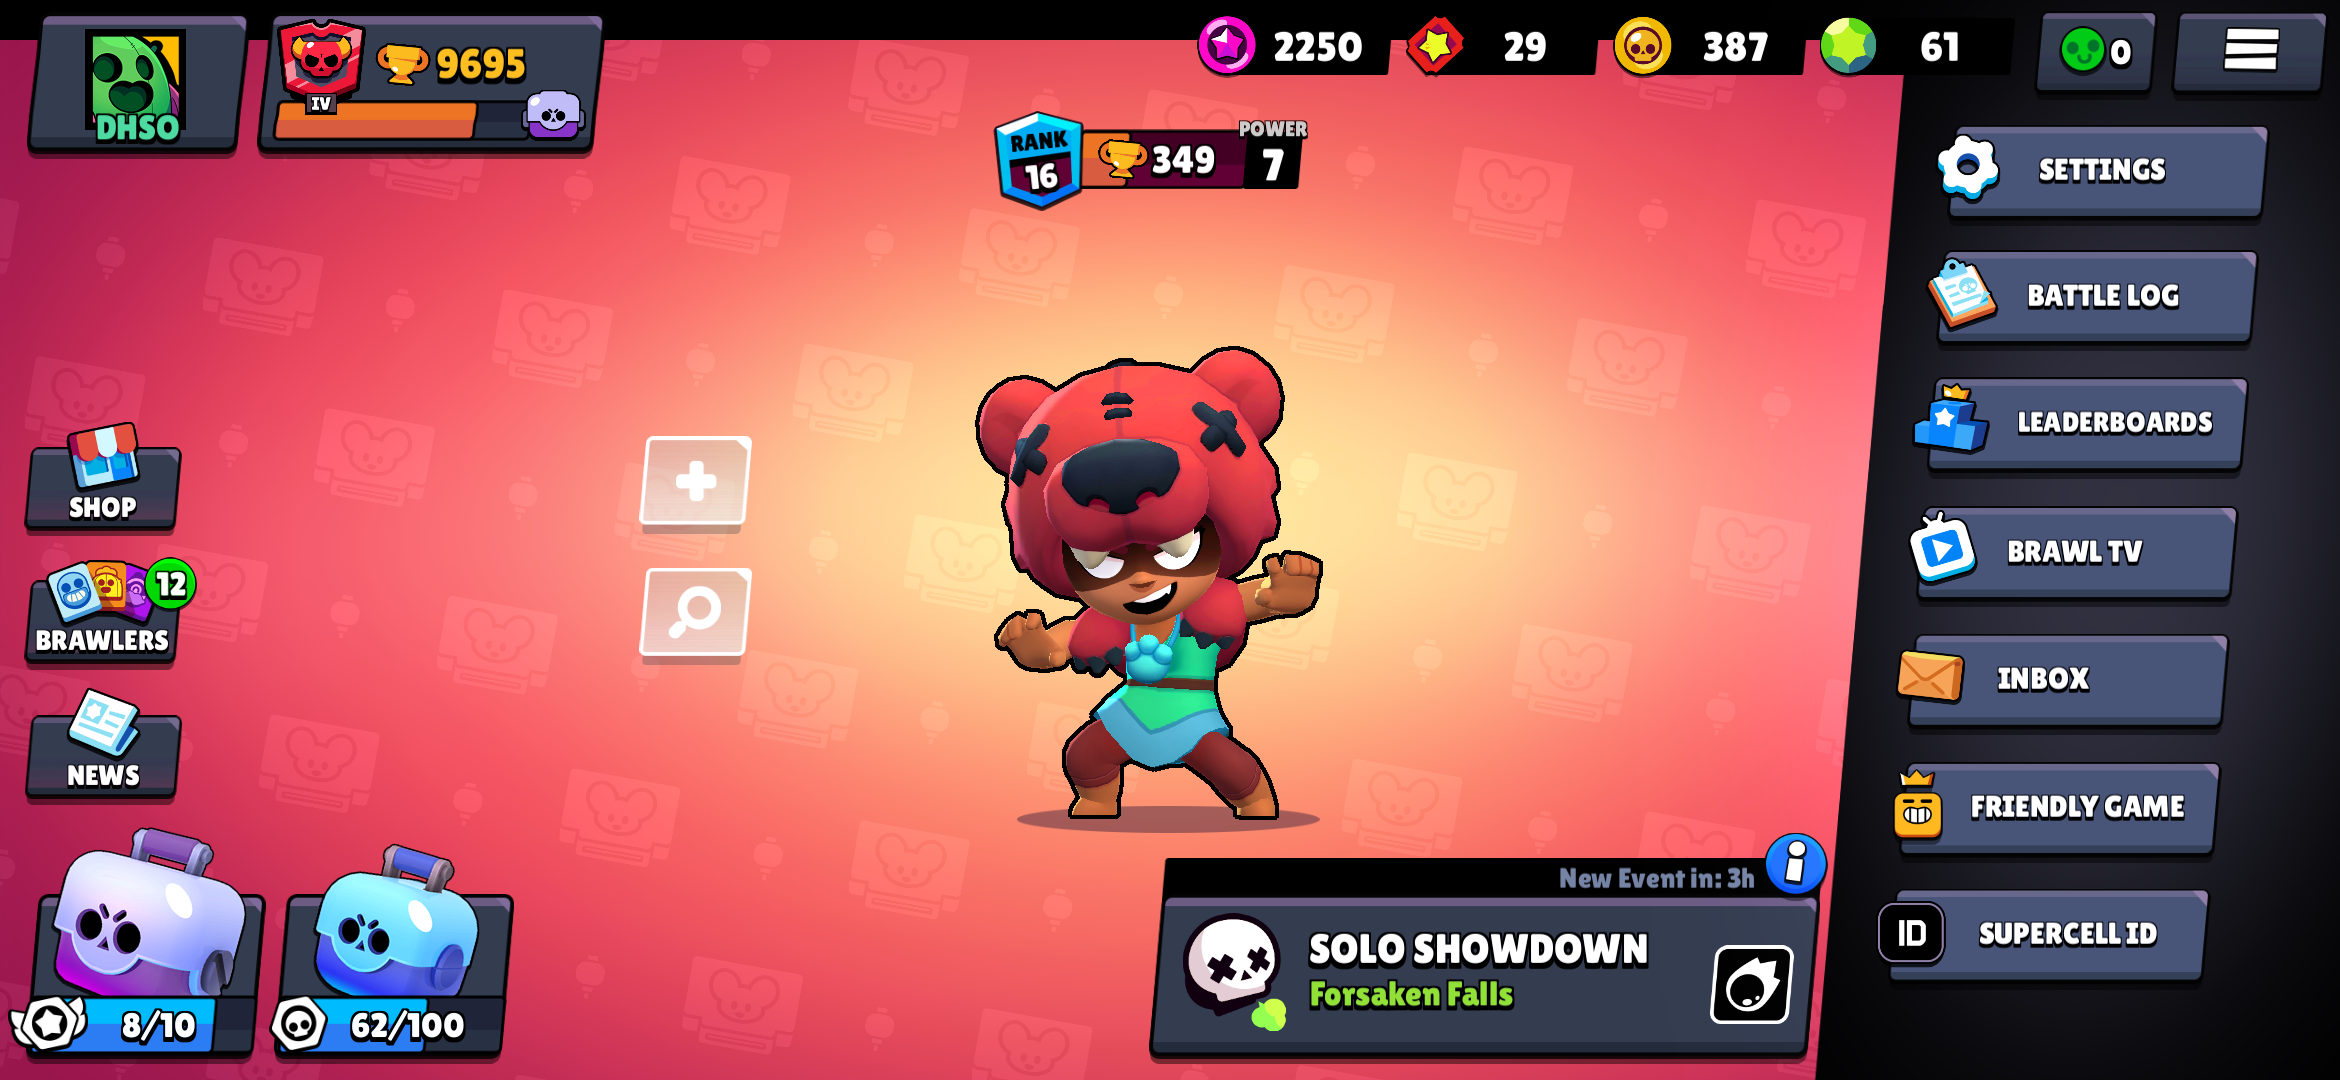 DHSO
IV
9695
2250
29
387
61
0
RANK
16
349
POWER
7
SETTINGS
BATTLE LOG
LEADERBOARDS
BRAWL TV
INBOX
FRIENDLY GAME
ID
SUPERCELL ID
SHOP
12
BRAWLERS
NEWS
8/10
62/100
New Event in: 3h
SOLO SHOWDOWN
Forsaken Falls